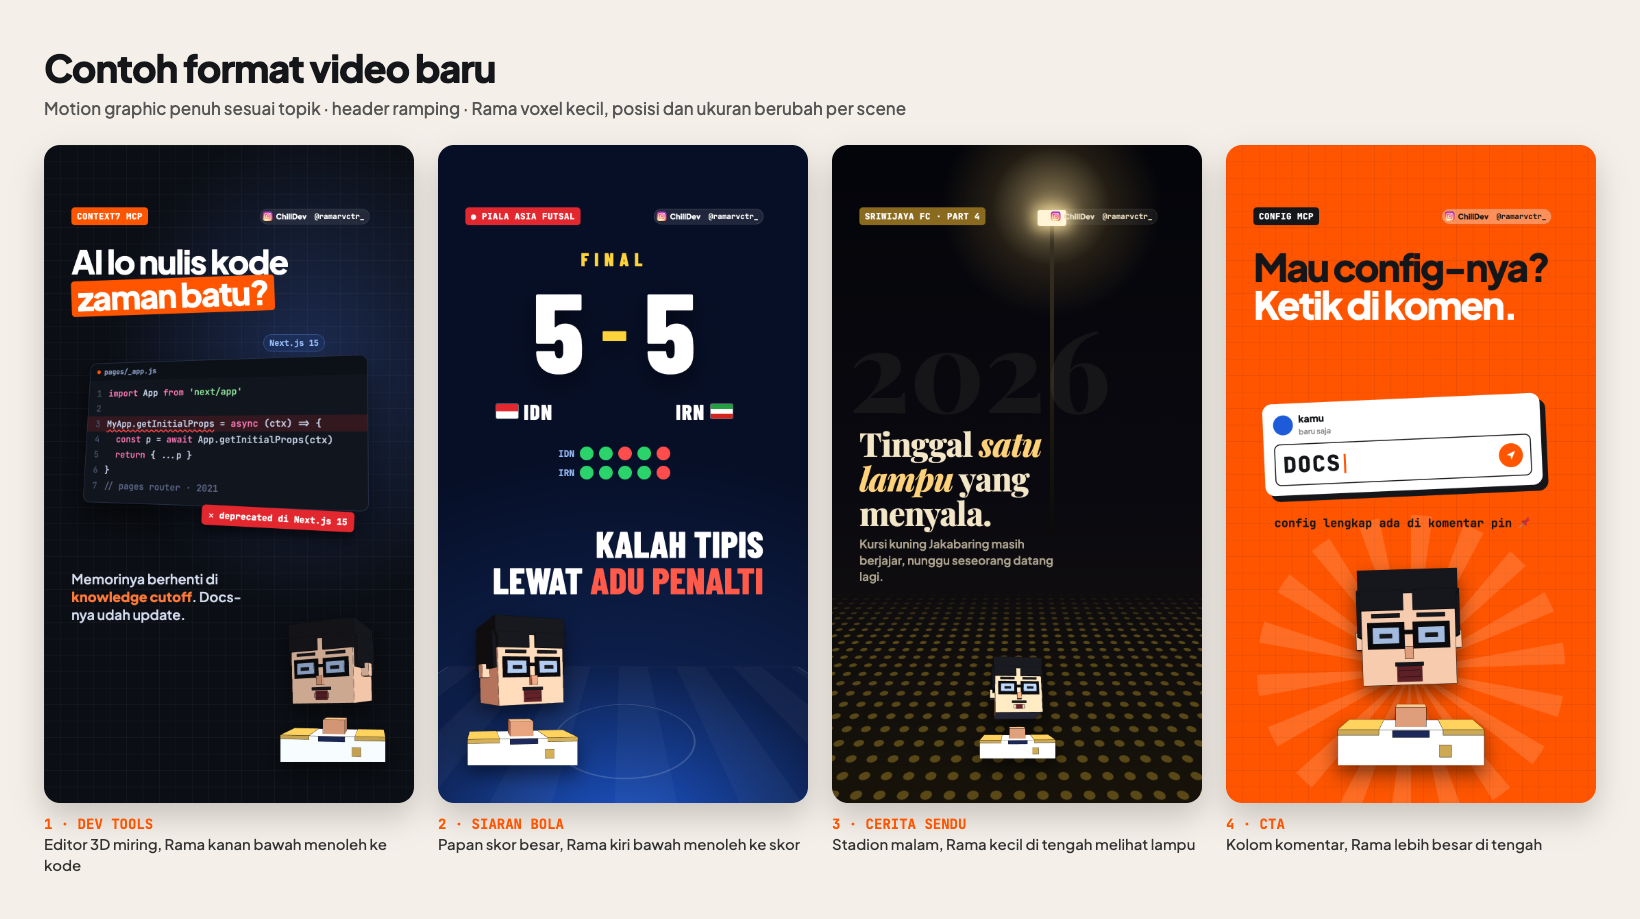 Contoh format video baru
Motion graphic penuh sesuai topik · header ramping · Rama voxel kecil, posisi dan ukuran berubah per scene
CONTEXT7 MCP
ChillDev @ramarvctr_
AI lo nulis kode
zaman batu?
Next.js 15
pages/_app.js
1 import App from 'next/app'
2
3 MyApp.getInitialProps = async (ctx) => {
4 const p = await App.getInitialProps(ctx)
5 return { ...p }
6 }
7 // pages router · 2021
× deprecated di Next.js 15
Memorinya berhenti di
knowledge cutoff. Docs-
nya udah update.
1 · DEV TOOLS
Editor 3D miring, Rama kanan bawah menoleh ke
kode
● PIALA ASIA FUTSAL
ChillDev @ramarvctr_
FINAL
5 - 5
IDN IRN
IDN
IRN
KALAH TIPIS
LEWAT ADU PENALTI
2 · SIARAN BOLA
Papan skor besar, Rama kiri bawah menoleh ke skor
SRIWIJAYA FC · PART 4
ChillDev @ramarvctr_
2026
Tinggal satu
lampu yang
menyala.
Kursi kuning Jakabaring masih
berjajar, nunggu seseorang datang
lagi.
3 · CERITA SENDU
Stadion malam, Rama kecil di tengah melihat lampu
CONFIG MCP
ChillDev @ramarvctr_
Mau config-nya?
Ketik di komen.
kamu
baru saja
DOCS
config lengkap ada di komentar pin 📌
4 · CTA
Kolom komentar, Rama lebih besar di tengah